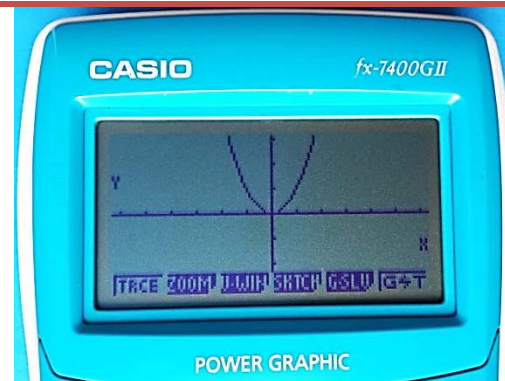 CASIO fx-7400GII
Y
X
TRCE ZOOM V-WIN SKTCH G-SLV G↔T
POWER GRAPHIC